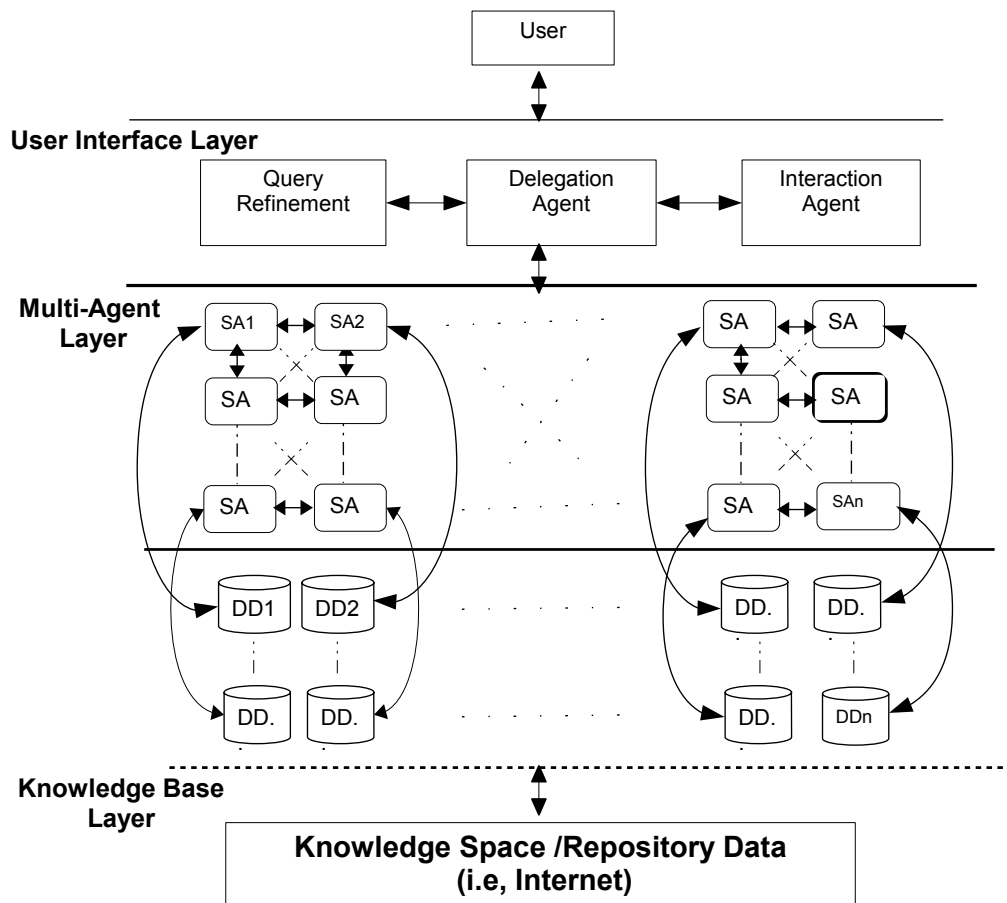 User
User Interface Layer
Query
Refinement
Delegation
Agent
Interaction
Agent
Multi-Agent
Layer
SA1
SA2
SA
SA
SA
SA
SA
SA
SA
SA
SA
SAn
DD1
DD2
DD.
DD.
DD.
DD.
DD.
DDn
Knowledge Base
Layer
Knowledge Space /Repository Data
(i.e, Internet)